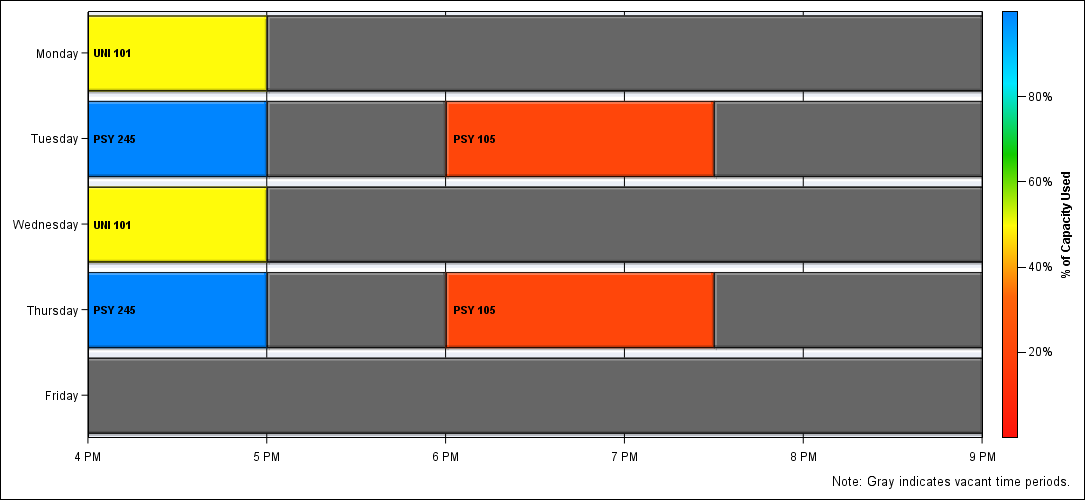 Monday
UNI 101
Tuesday
PSY 245
PSY 105
Wednesday
UNI 101
Thursday
PSY 245
PSY 105
Friday
4 PM
5 PM
6 PM
7 PM
8 PM
9 PM
80%
60%
40%
20%
% of Capacity Used
Note: Gray indicates vacant time periods.